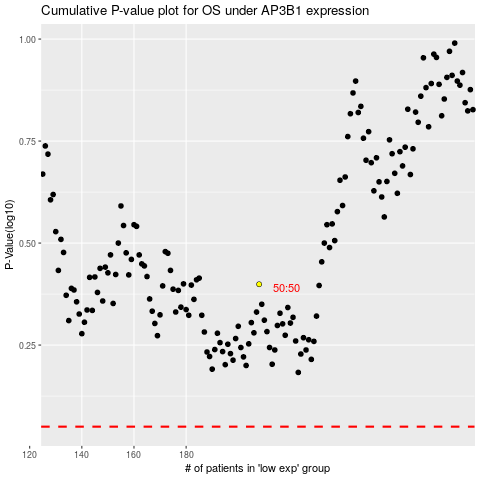 Cumulative P-value plot for OS under AP3B1 expression
P-Value(log10)
1.00
0.75
0.50
0.25
50:50
120 140 160 180
# of patients in 'low exp' group